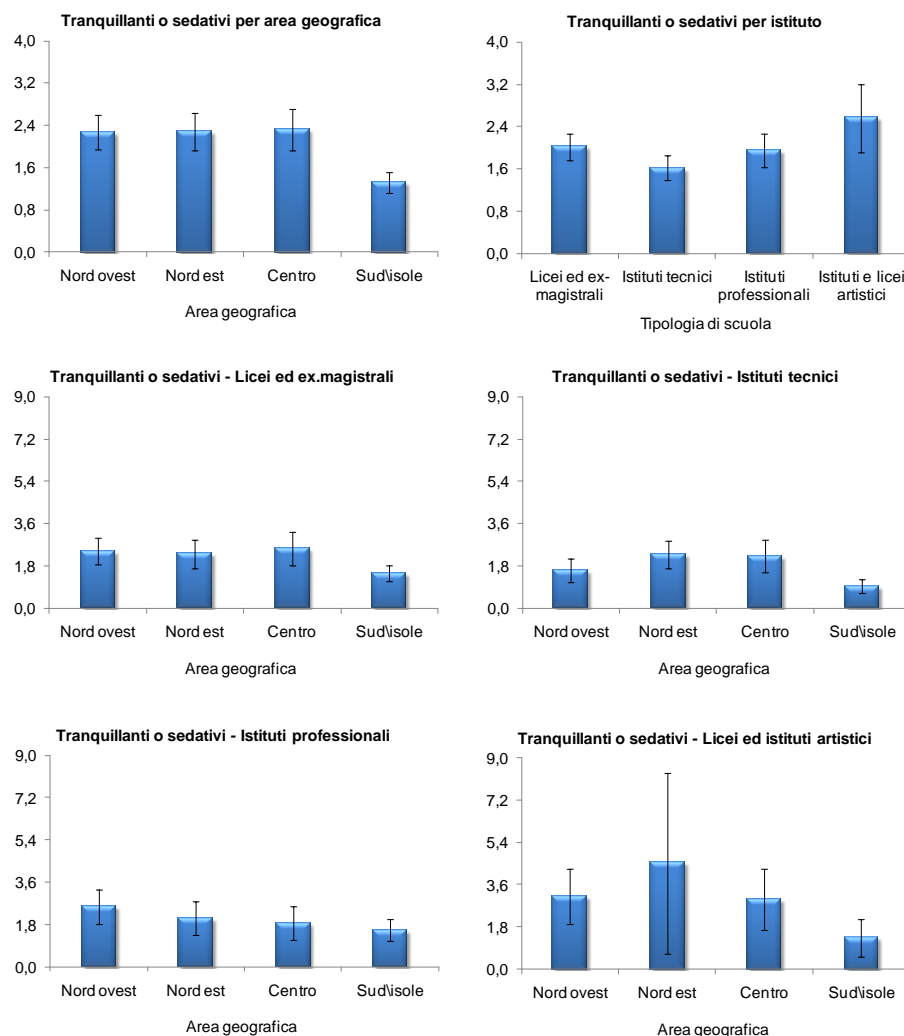 Tranquillanti o sedativi per area geografica
4,0
3,2
2,4
1,6
0,8
0,0
Nord ovest
Nord est
Centro
Sud\isole
Area geografica
Tranquillanti o sedativi per istituto
4,0
3,2
2,4
1,6
0,8
0,0
Licei ed ex-
magistrali
Istituti tecnici
Istituti
professionali
Istituti e licei
artistici
Tipologia di scuola
Tranquillanti o sedativi - Licei ed ex.magistrali
9,0
7,2
5,4
3,6
1,8
0,0
Nord ovest
Nord est
Centro
Sud\isole
Area geografica
Tranquillanti o sedativi - Istituti tecnici
9,0
7,2
5,4
3,6
1,8
0,0
Nord ovest
Nord est
Centro
Sud\isole
Area geografica
Tranquillanti o sedativi - Istituti professionali
9,0
7,2
5,4
3,6
1,8
0,0
Nord ovest
Nord est
Centro
Sud\isole
Area geografica
Tranquillanti o sedativi - Licei ed istituti artistici
9,0
7,2
5,4
3,6
1,8
0,0
Nord ovest
Nord est
Centro
Sud\isole
Area geografica